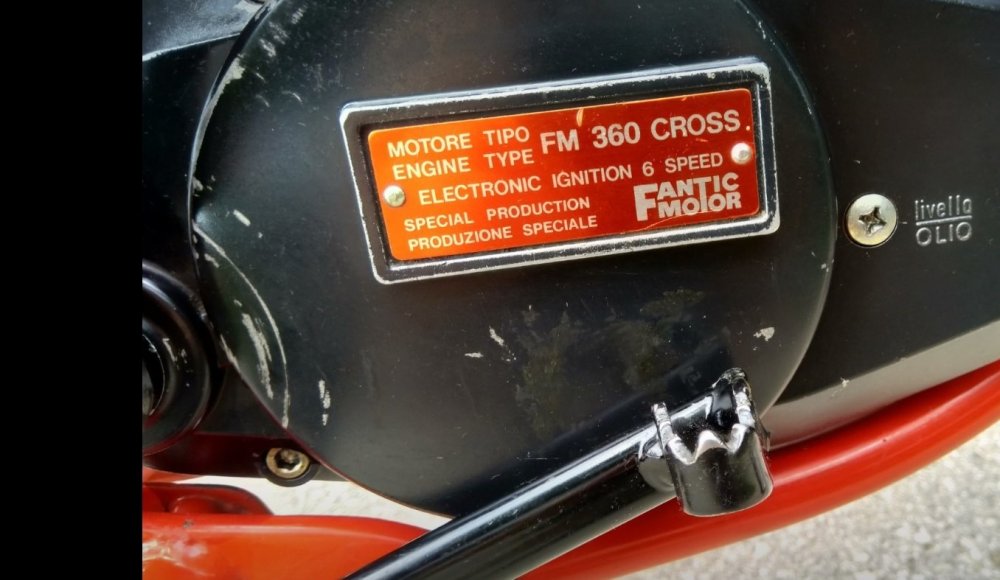 MOTORE TIPO
ENGINE TYPE
FM 360 CROSS
ELECTRONIC IGNITION 6 SPEED
SPECIAL PRODUCTION
PRODUZIONE SPECIALE
FANTIC
MOTOR
livello
OLIO